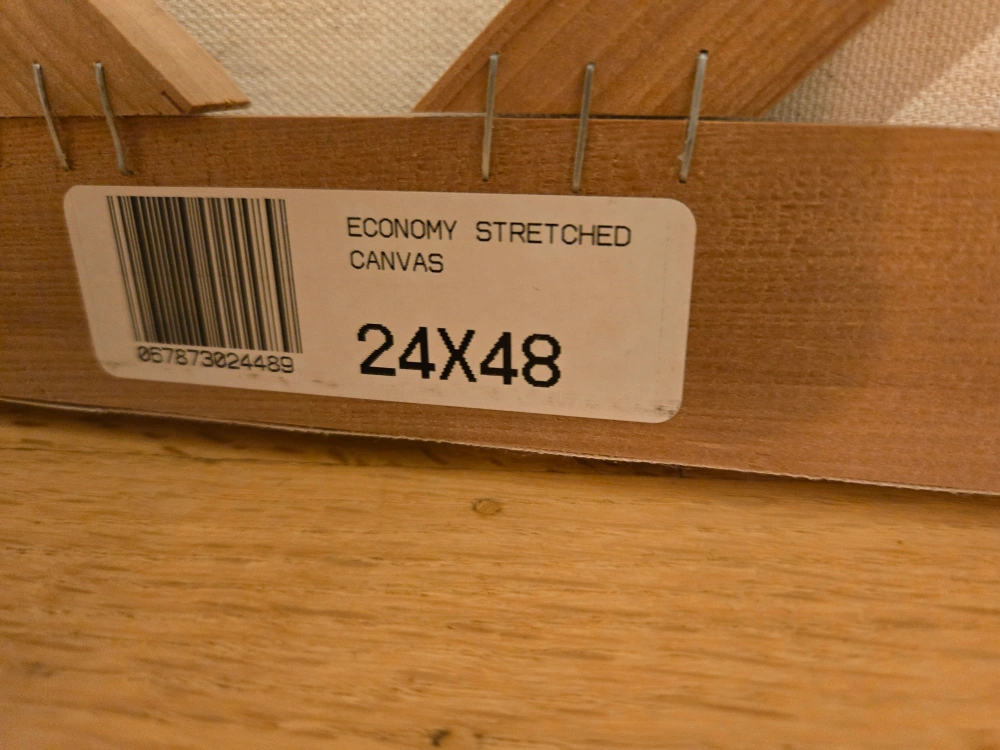 ECONOMY STRETCHED
CANVAS
24X48
067873024489